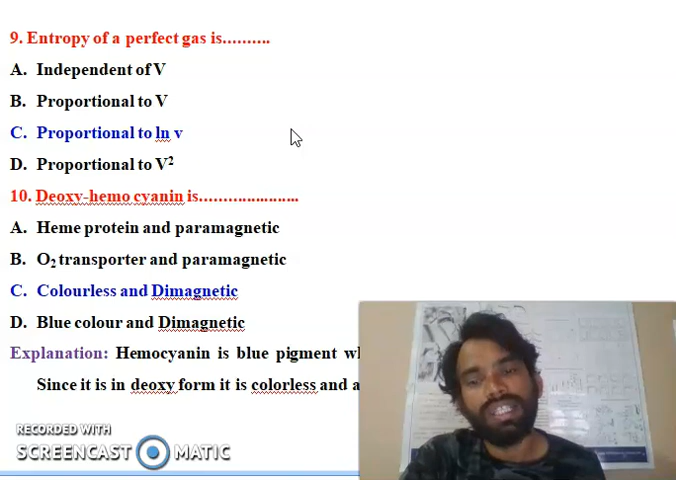 9. Entropy of a perfect gas is..........
A. Independent of V
B. Proportional to V
C. Proportional to ln v
D. Proportional to V²
10. Deoxy-hemo cyanin is.......................
A. Heme protein and paramagnetic
B. O₂ transporter and paramagnetic
C. Colourless and Dimagnetic
D. Blue colour and Dimagnetic
Explanation: Hemocyanin is blue pigment
Since it is in deoxy form it is colorless and a
RECORDED WITH
SCREENCAST MATIC